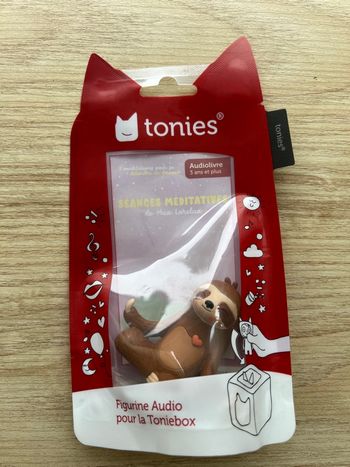 tonies®
tonies®
Audiolivre
3 ans et plus
SÉANCES MÉDITATIVES
Figurine Audio
pour la Toniebox